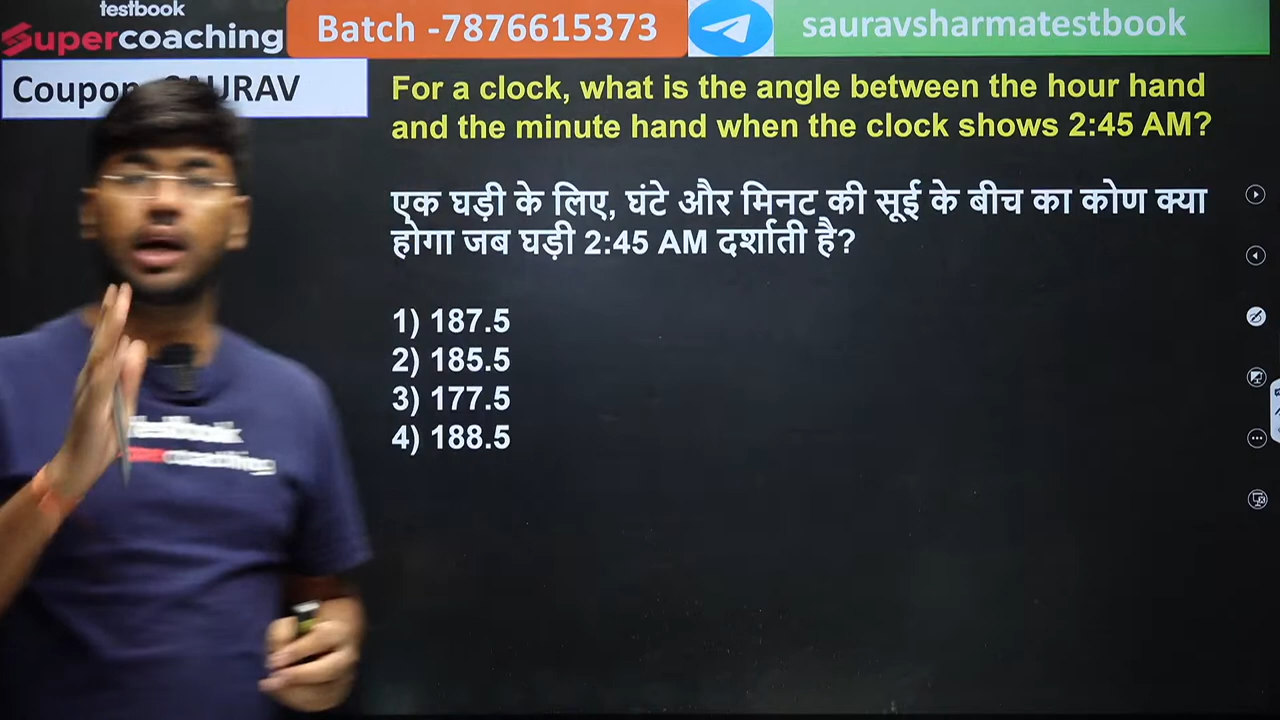 testbook
Supercoaching
Batch -7876615373
sauravsharmatestbook
Coupon
For a clock, what is the angle between the hour hand
and the minute hand when the clock shows 2:45 AM?
एक घड़ी के लिए, घंटे और मिनट की सूई के बीच का कोण क्या
होगा जब घड़ी 2:45 AM दर्शाती है?
1) 187.5
2) 185.5
3) 177.5
4) 188.5
testbook
coaching